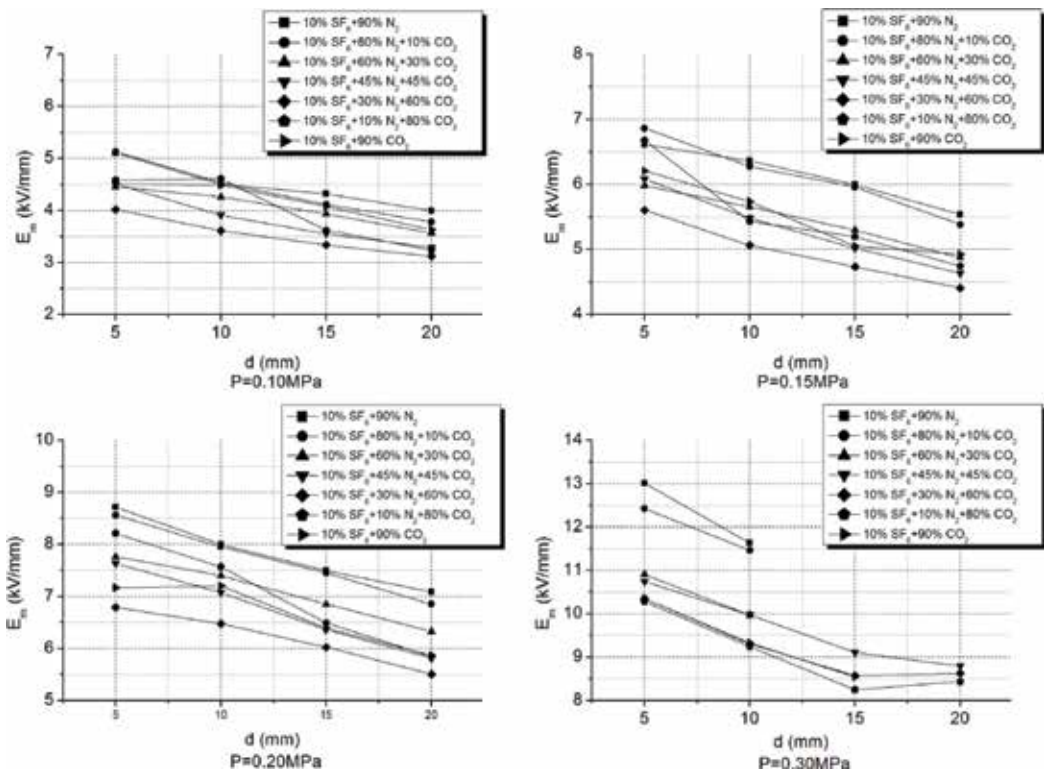 10% SF₆+90% N₂
10% SF₆+80% N₂+10% CO₂
10% SF₆+60% N₂+30% CO₂
10% SF₆+45% N₂+45% CO₂
10% SF₆+30% N₂+60% CO₂
10% SF₆+10% N₂+80% CO₂
10% SF₆+90% CO₂
7
6
5
4
3
2
Eₘ (kV/mm)
5 10 15 20
d (mm)
P=0.10MPa
10% SF₆+90% N₂
10% SF₆+80% N₂+10% CO₂
10% SF₆+60% N₂+30% CO₂
10% SF₆+45% N₂+45% CO₂
10% SF₆+30% N₂+60% CO₂
10% SF₆+10% N₂+80% CO₂
10% SF₆+90% CO₂
8
7
6
5
4
Eₘ (kV/mm)
5 10 15 20
d (mm)
P=0.15MPa
10% SF₆+90% N₂
10% SF₆+80% N₂+10% CO₂
10% SF₆+60% N₂+30% CO₂
10% SF₆+45% N₂+45% CO₂
10% SF₆+30% N₂+60% CO₂
10% SF₆+10% N₂+80% CO₂
10% SF₆+90% CO₂
10
9
8
7
6
5
Eₘ (kV/mm)
5 10 15 20
d (mm)
P=0.20MPa
10% SF₆+90% N₂
10% SF₆+80% N₂+10% CO₂
10% SF₆+60% N₂+30% CO₂
10% SF₆+45% N₂+45% CO₂
10% SF₆+30% N₂+60% CO₂
10% SF₆+10% N₂+80% CO₂
10% SF₆+90% CO₂
14
13
12
11
10
9
8
Eₘ (kV/mm)
5 10 15 20
d (mm)
P=0.30MPa